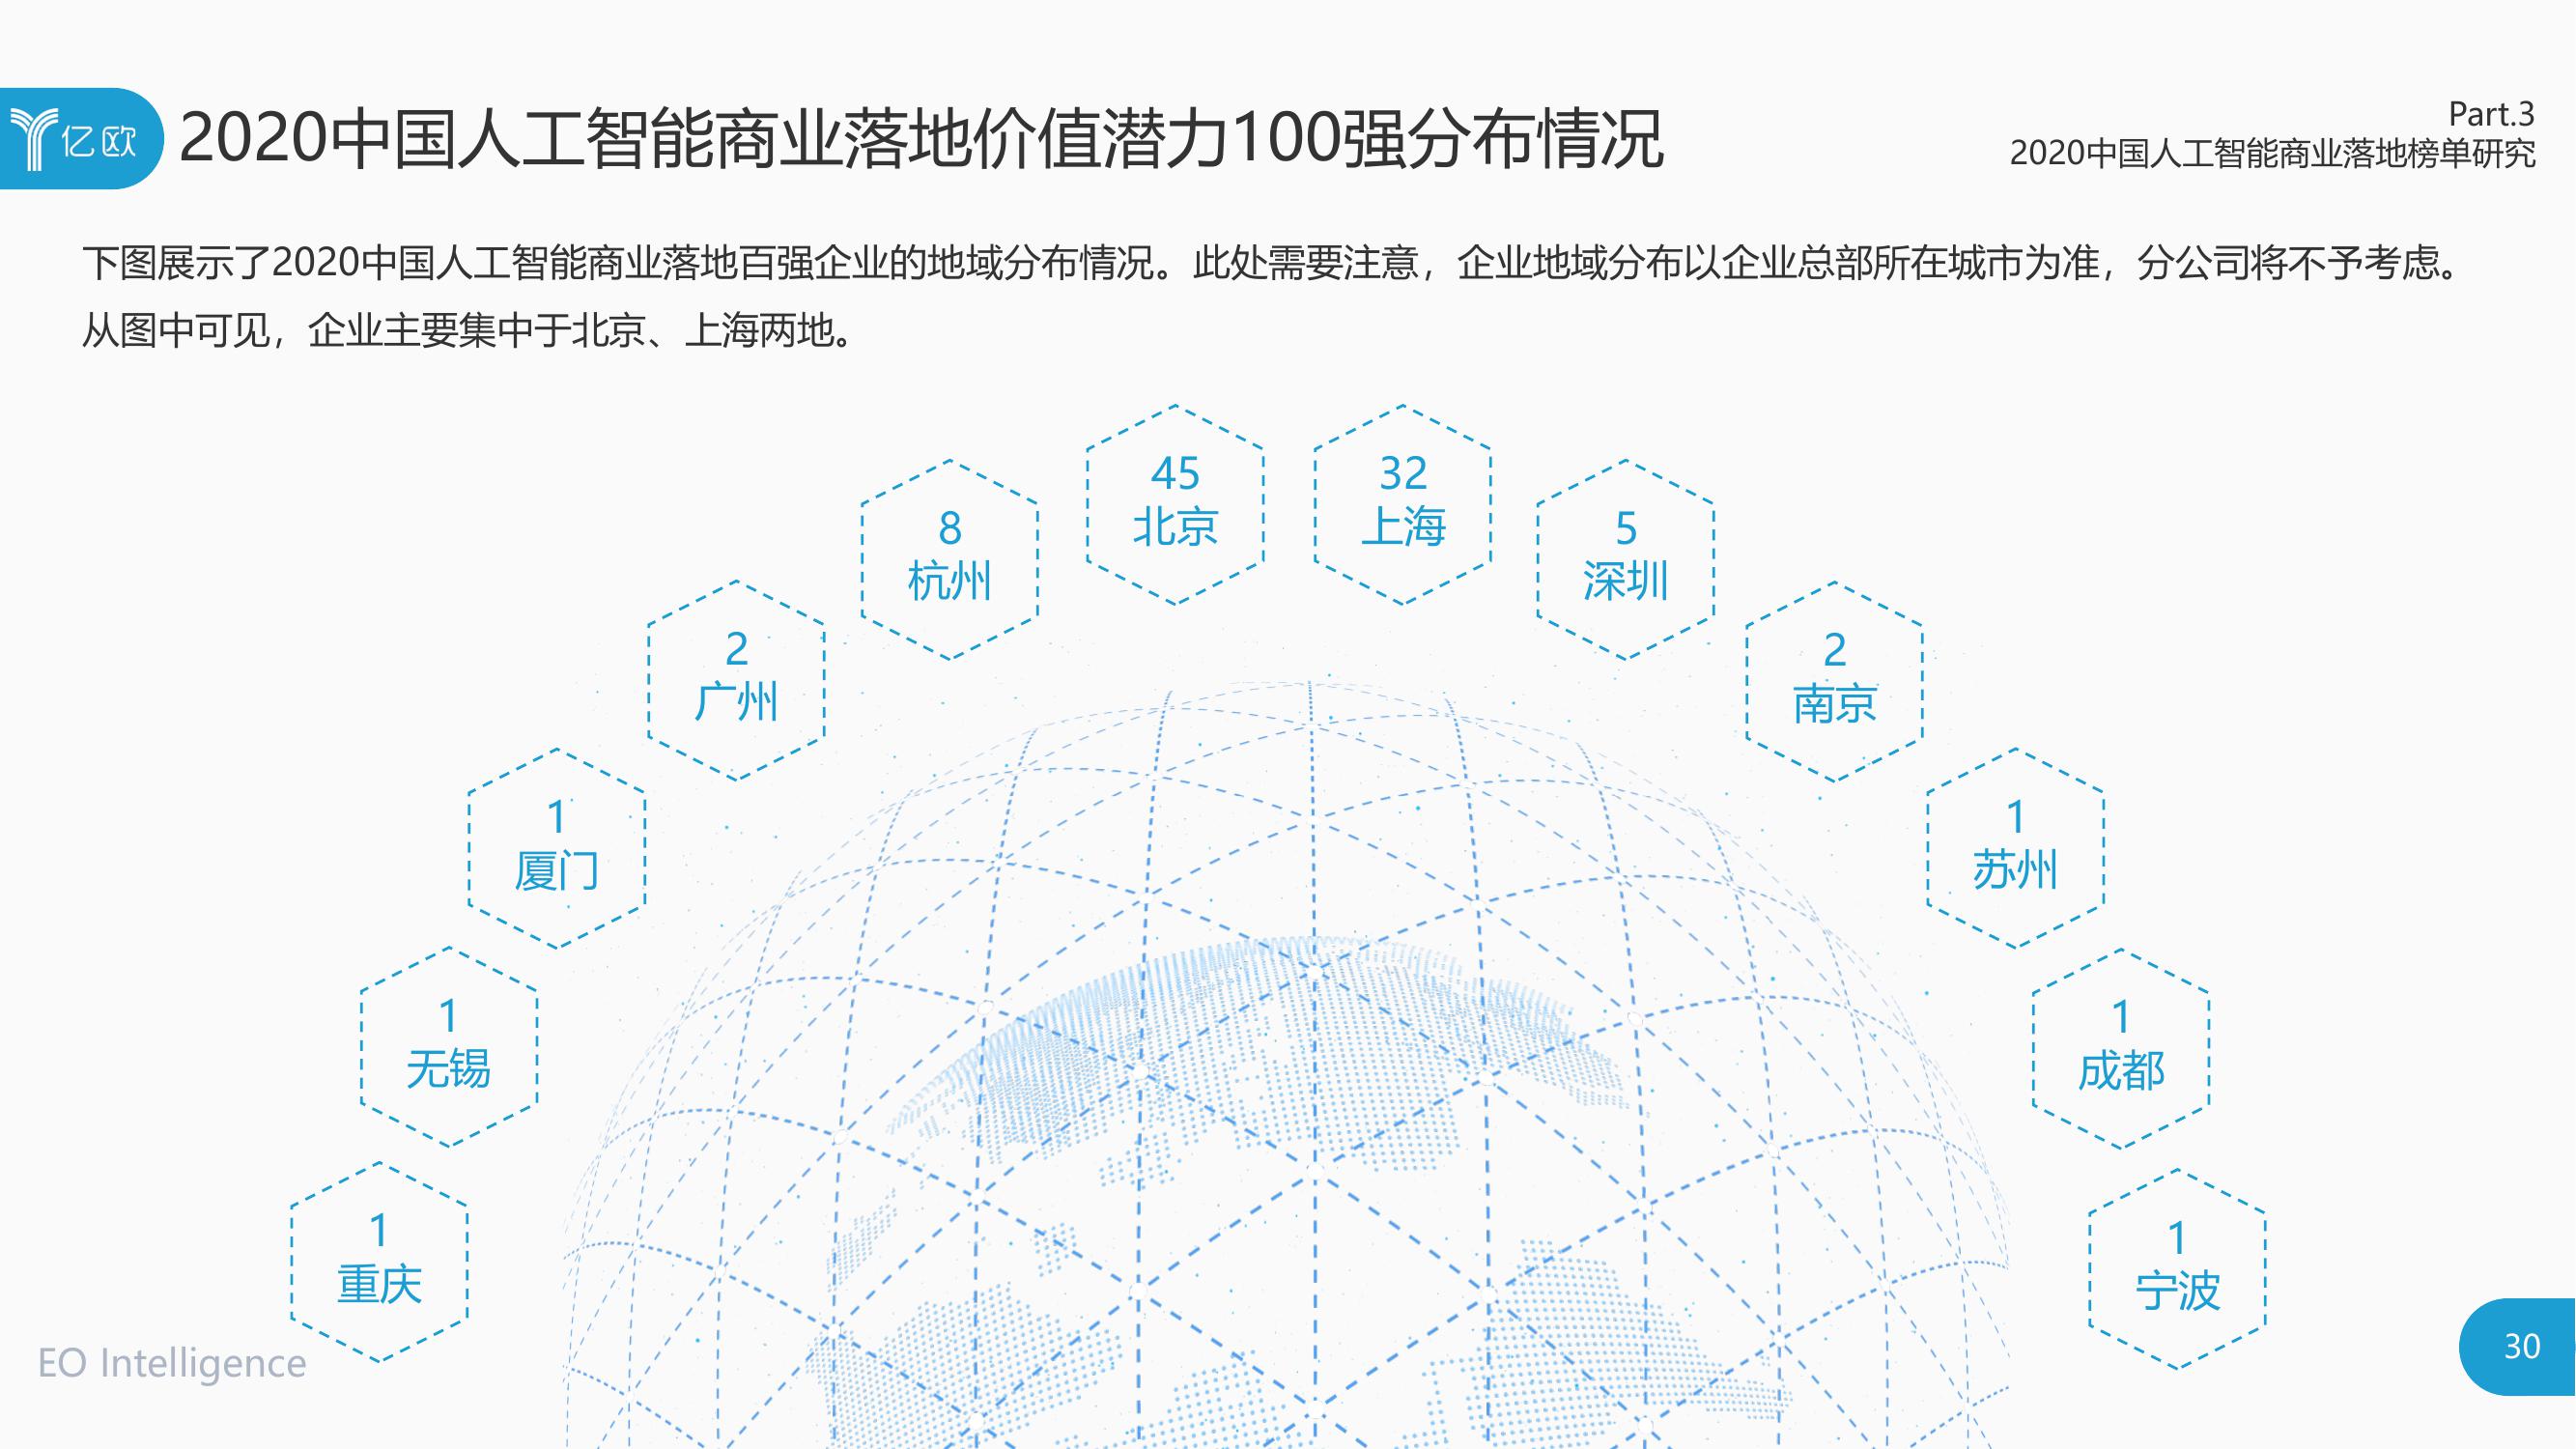 亿欧
2020中国人工智能商业落地价值潜力100强分布情况
Part.3
2020中国人工智能商业落地榜单研究
下图展示了2020中国人工智能商业落地百强企业的地域分布情况。此处需要注意，企业地域分布以企业总部所在城市为准，分公司将不予考虑。
从图中可见，企业主要集中于北京、上海两地。
45
北京
32
上海
8
杭州
5
深圳
2
广州
2
南京
1
厦门
1
苏州
1
无锡
1
成都
1
重庆
1
宁波
EO Intelligence
30